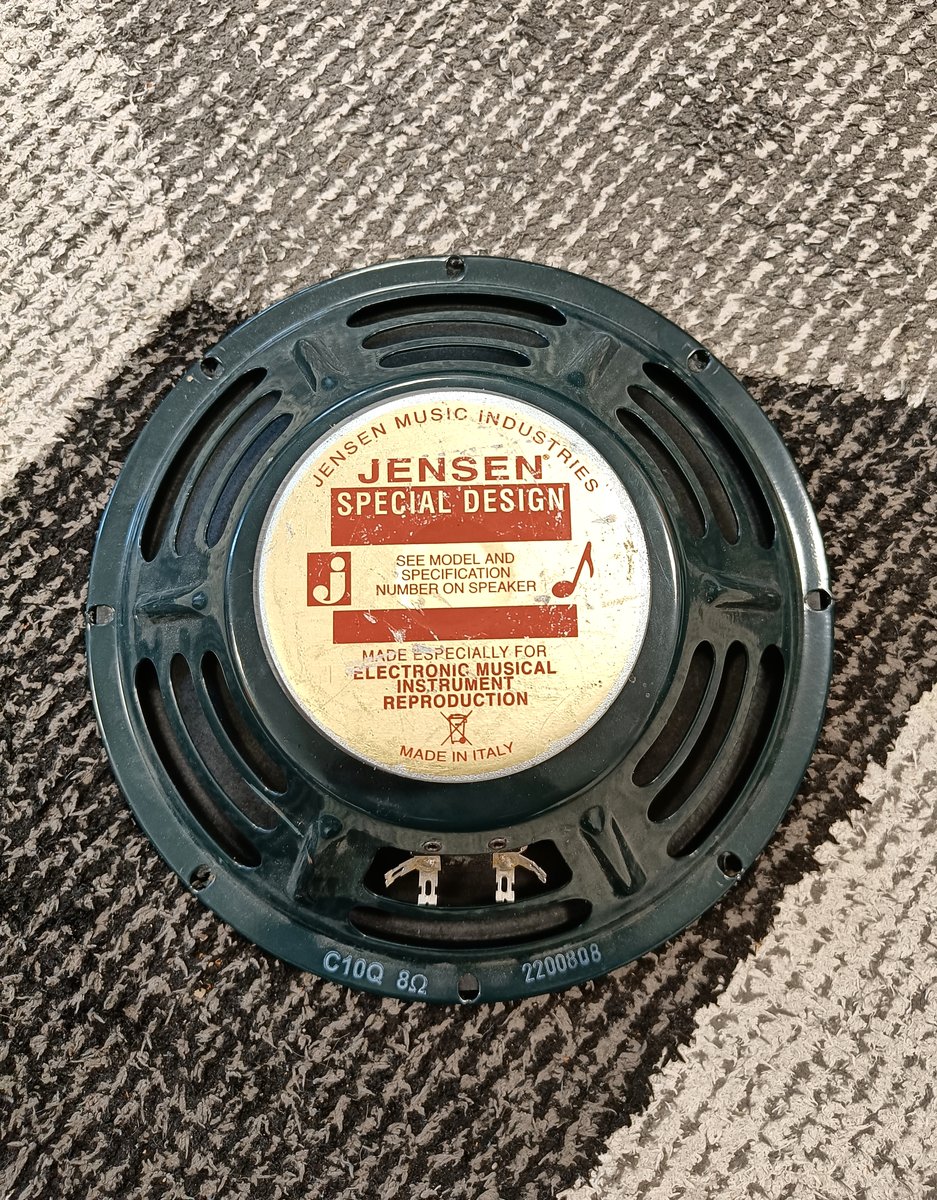 JENSEN MUSIC INDUSTRIES
JENSEN®
SPECIAL DESIGN
j
SEE MODEL AND
SPECIFICATION
NUMBER ON SPEAKER
MADE ESPECIALLY FOR
ELECTRONIC MUSICAL
INSTRUMENT
REPRODUCTION
MADE IN ITALY
C10Q 8Ω
2200808